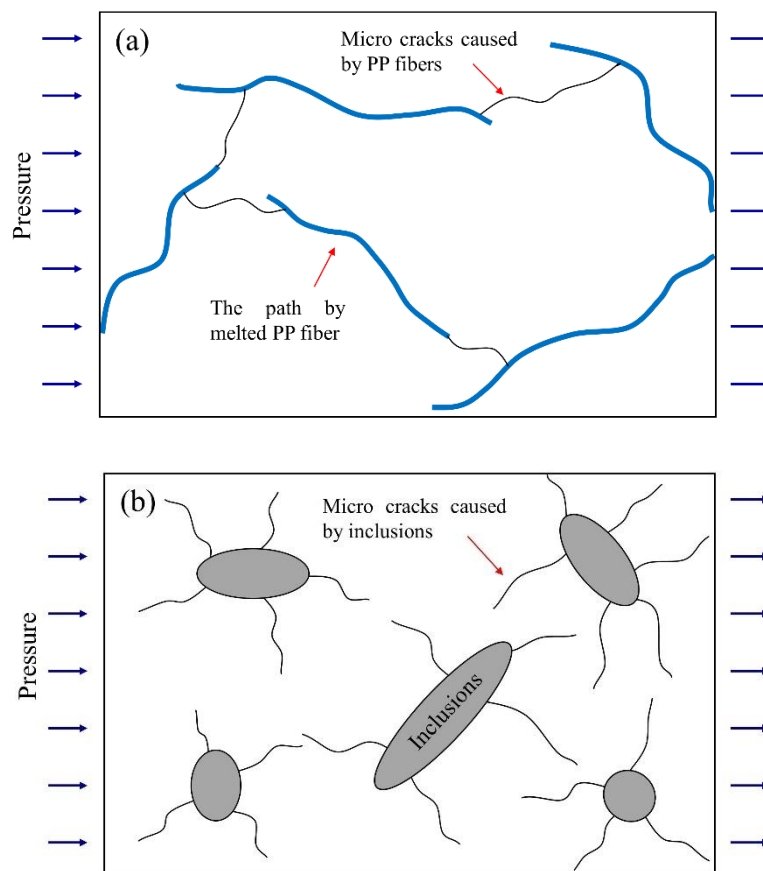 (a)
Micro cracks caused
by PP fibers
Pressure
The path by
melted PP fiber
(b)
Micro cracks caused
by inclusions
Pressure
Inclusions